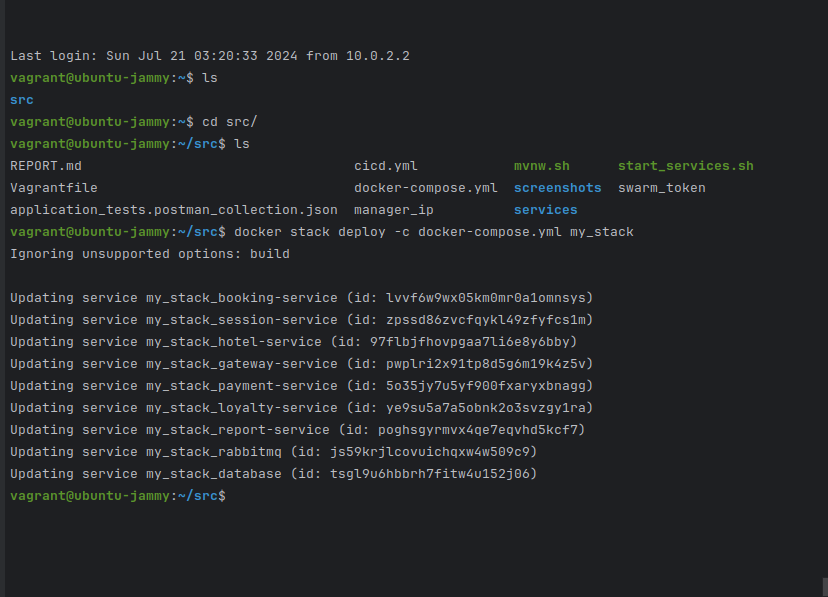 Last login: Sun Jul 21 03:20:33 2024 from 10.0.2.2
vagrant@ubuntu-jammy:~$ ls
src
vagrant@ubuntu-jammy:~$ cd src/
vagrant@ubuntu-jammy:~/src$ ls
REPORT.md cicd.yml mvnw.sh start_services.sh
Vagrantfile docker-compose.yml screenshots swarm_token
application_tests.postman_collection.json manager_ip services
vagrant@ubuntu-jammy:~/src$ docker stack deploy -c docker-compose.yml my_stack
Ignoring unsupported options: build
Updating service my_stack_booking-service (id: lvvf6w9wx05km0mr0a1omnsys)
Updating service my_stack_session-service (id: zpssd86zvcfqykl49zfyfcs1m)
Updating service my_stack_hotel-service (id: 97flbjfhovpgaa7li6e8y6bby)
Updating service my_stack_gateway-service (id: pwplri2x91tp8d5g6m19k4z5v)
Updating service my_stack_payment-service (id: 5o35jy7u5yf900fxaryxbnagg)
Updating service my_stack_loyalty-service (id: ye9su5a7a5obnk2o3svzgy1ra)
Updating service my_stack_report-service (id: poghsgyrmvx4qe7eqvhd5kcf7)
Updating service my_stack_rabbitmq (id: js59krjlcovuichqxw4w509c9)
Updating service my_stack_database (id: tsgl9u6hbbrh7fitw4u152j06)
vagrant@ubuntu-jammy:~/src$